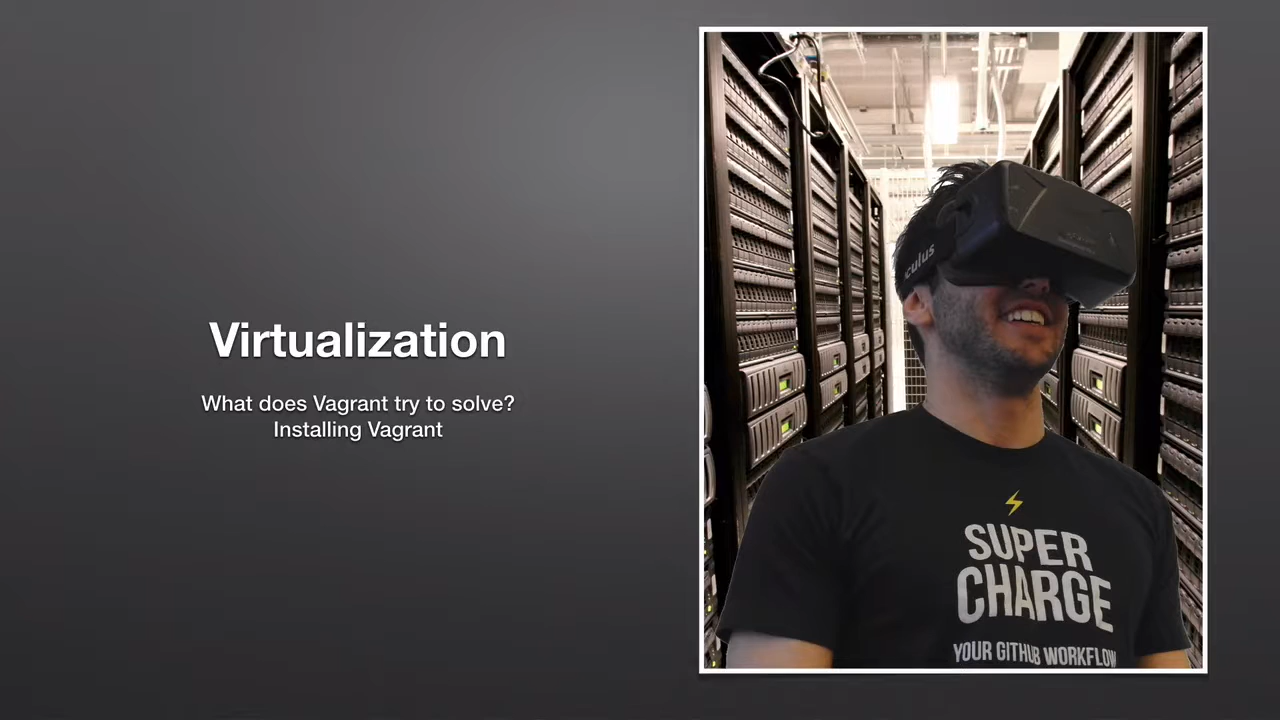 Virtualization
What does Vagrant try to solve?
Installing Vagrant
culus
SUPER
CHARGE
YOUR GITHUB WORKFLOW